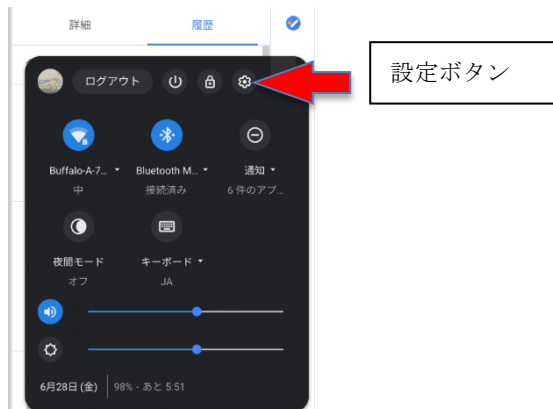 詳細 履歴
設定ボタン
ログアウト
Buffalo-A-7... Bluetooth M... 通知
中 接続済み 6 件のアプ...
夜間モード キーボード
オフ JA
6月28日 (金) 98% - あと 5:51